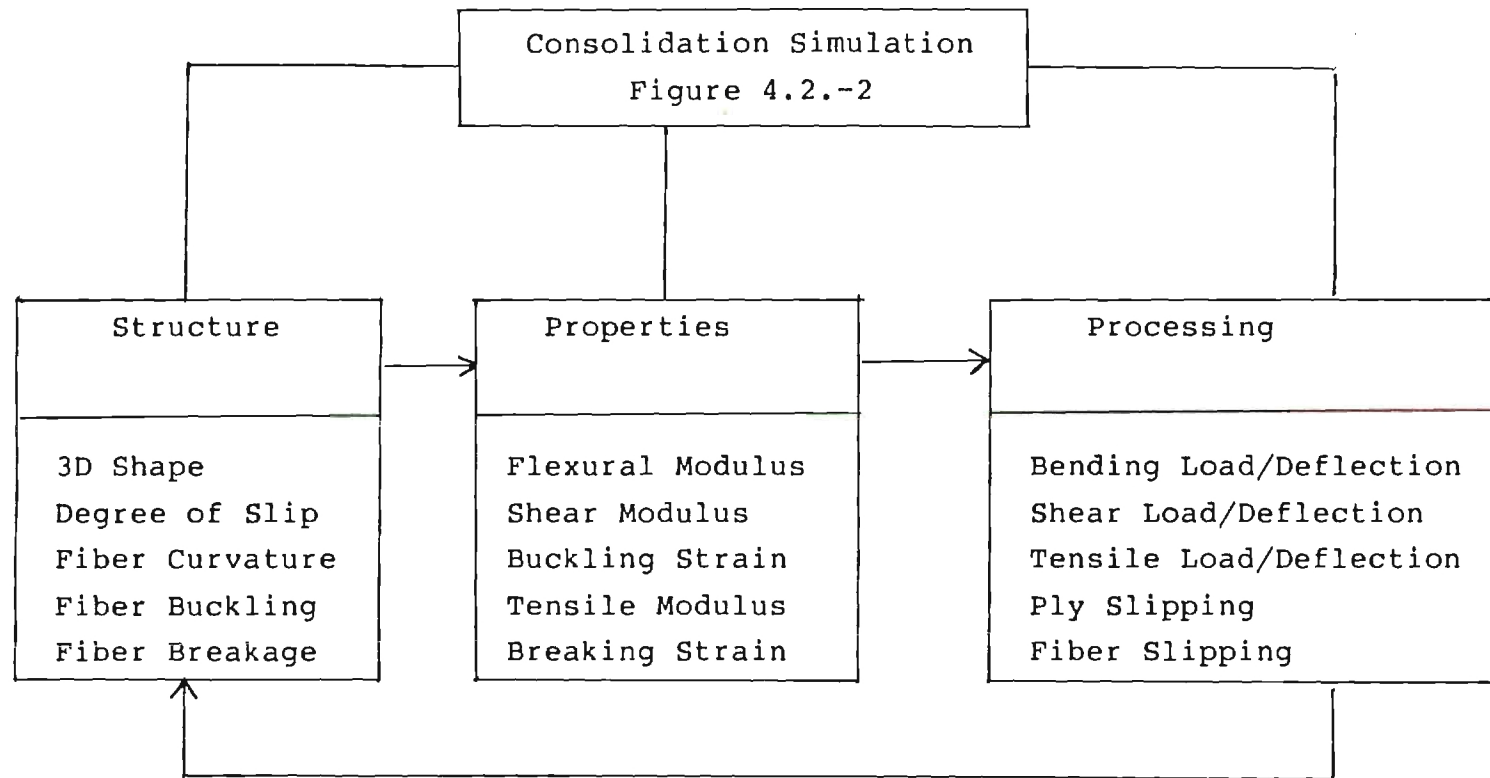 Consolidation Simulation
Figure 4.2.-2
Structure
3D Shape
Degree of Slip
Fiber Curvature
Fiber Buckling
Fiber Breakage
Properties
Flexural Modulus
Shear Modulus
Buckling Strain
Tensile Modulus
Breaking Strain
Processing
Bending Load/Deflection
Shear Load/Deflection
Tensile Load/Deflection
Ply Slipping
Fiber Slipping